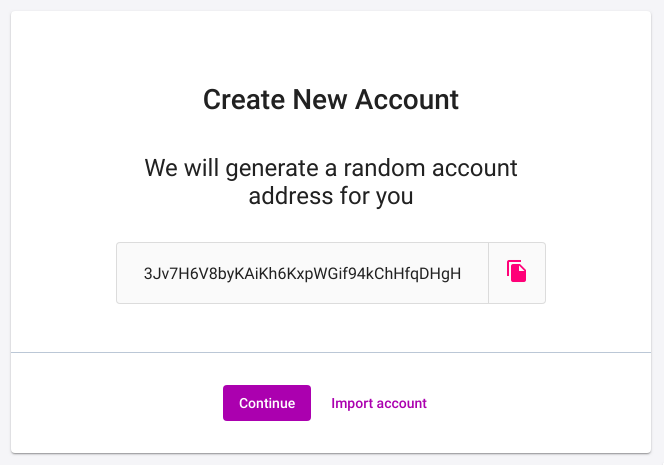 Create New Account
We will generate a random account
address for you
3Jv7H6V8byKAiKh6KxpWGif94kChHfqDHgH
Continue
Import account